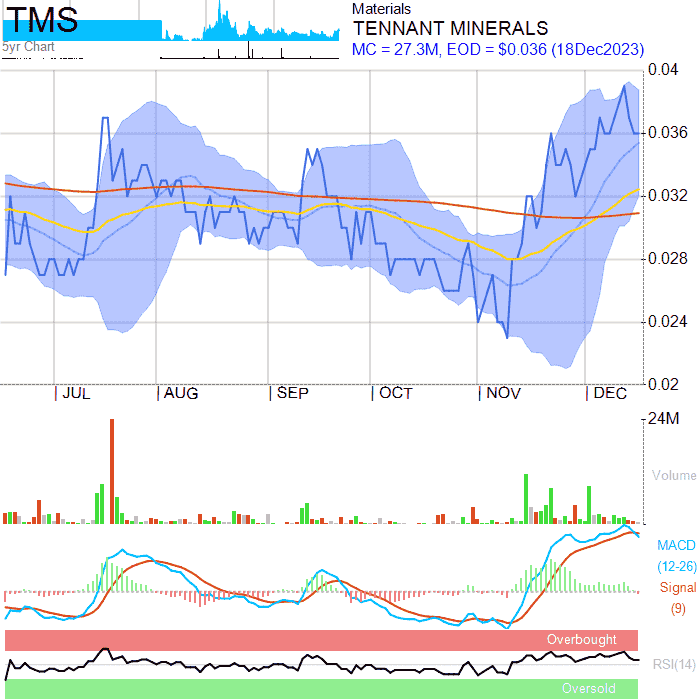 TMS
5yr Chart
Materials
TENNANT MINERALS
MC = 27.3M, EOD = $0.036 (18Dec2023)
0.04
0.036
0.032
0.028
0.024
0.02
JUL AUG SEP OCT NOV DEC
24M
Volume
MACD
(12-26)
Signal
(9)
Overbought
RSI(14)
Oversold